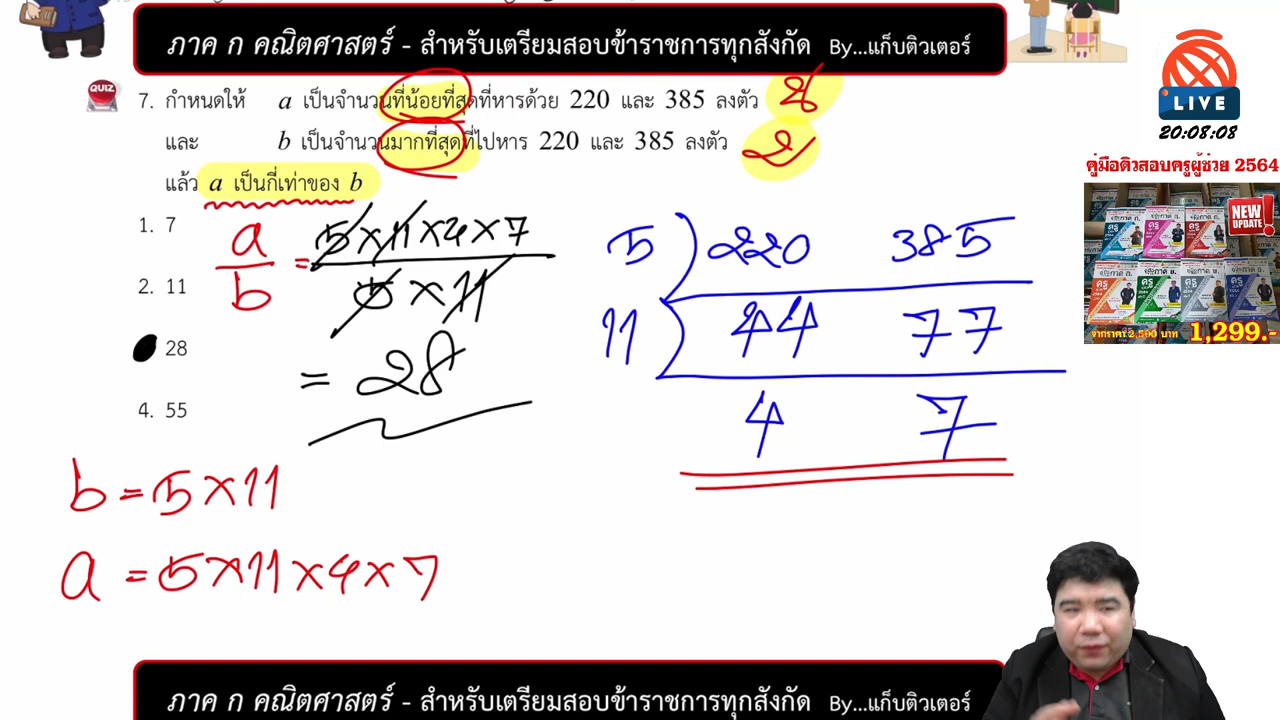 ภาค ก คณิตศาสตร์ - สำหรับเตรียมสอบข้าราชการทุกสังกัด By...แก็บติวเตอร์
LIVE
20:08:08
QUIZ
7. กำหนดให้ a เป็นจำนวนที่น้อยที่สุดที่หารด้วย 220 และ 385 ลงตัว
และ b เป็นจำนวนมากที่สุดที่ไปหาร 220 และ 385 ลงตัว
แล้ว a เป็นกี่เท่าของ b
คู่มือติวสอบครูผู้ช่วย 2564
NEW UPDATE!
จากราคา 2,500 บาท 1,299.-
1. 7
2. 11
28
4. 55
a/b = 5×11×4×7
5×11
= 28
5) 220 385
11) 44 77
4 7
b = 5×11
a = 5×11×4×7
ภาค ก คณิตศาสตร์ - สำหรับเตรียมสอบข้าราชการทุกสังกัด By...แก็บติวเตอร์